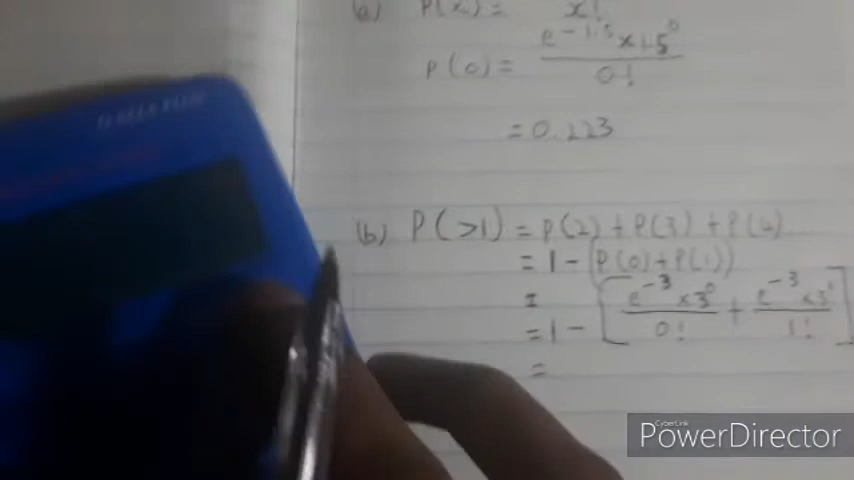 (a) P(x) = x!
P(0) = e^-1.5 × 1.5^0 / 0!
= 0.223
(b) P(>1) = P(2) + P(3) + P(4)
= 1 - (P(0) + P(1))
=
= 1 - [e^-3 × 3^0 / 0! + e^-3 × 3^1 / 1!]
=
CyberLink
PowerDirector